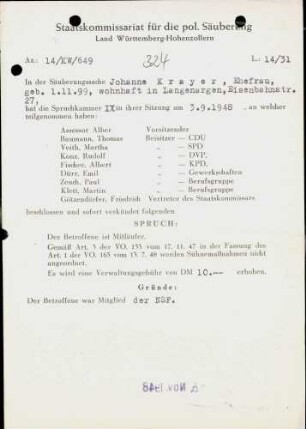 Staatskommissariat für die pol. Säuberung
Land Württemberg-Hohenzollern
Az.: 14/KW/649
324
L.: 14/31
In der Säuberungssache Johanna Krayer, Ehefrau,
geb. 1.11.99, wohnhaft in Langenargen, Eisenbahnstr.
27,
hat die Spruchkammer IX in ihrer Sitzung am 3.9.1948 , an welcher
teilgenommen haben:
Assessor Alber Vorsitzender
Baumann, Thomas Beisitzer — CDU
Veith, Martha „ — SPD
Konz, Rudolf „ — DVP.
Fischer, Albert „ — KPD.
Dürr, Emil „ — Gewerkschaften
Zeuth, Paul „ — Berufsgruppe
Klett, Martin „ — Berufsgruppe
Götzendörfer, Friedrich Vertreter des Staatskommissars
beschlossen und sofort verkündet folgenden
SPRUCH:
Der Betroffene ist Mitläufer.
Gemäß Art. 5 der VO. 133 vom 17. 11. 47 in der Fassung des
Art. 1 der VO. 165 vom 13. 7. 48 werden Sühnemaßnahmen nicht
angeordnet.
Es wird eine Verwaltungsgebühr von DM 10.-- erhoben.
Gründe:
Der Betroffene war Mitglied der NSF.